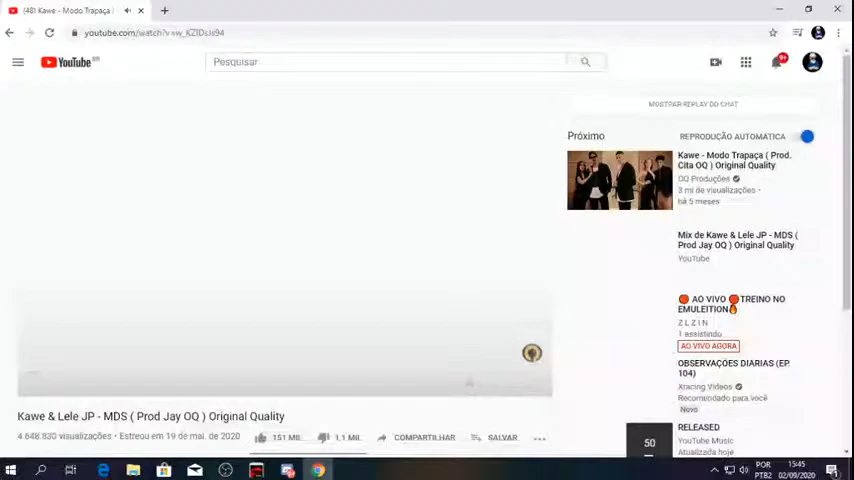 (48) Kawe - Modo Trapaça (
Pesquisar
YouTube BR
9+
MOSTRAR REPLAY DO CHAT
Próximo
REPRODUÇÃO AUTOMÁTICA
Kawe - Modo Trapaça ( Prod.
Cita OQ ) Original Quality
OQ Produções
3 mi de visualizações •
há 5 meses
Mix de Kawe & Lele JP - MDS (
Prod Jay OQ ) Original Quality
YouTube
AO VIVO TREINO NO
EMULEITION
Z L Z I N
1 assistindo
AO VIVO AGORA
OBSERVAÇÕES DIARIAS (EP.
104)
Xracing Videos
Recomendado para você
Novo
RELEASED
YouTube Music
Atualizada hoje
50
Kawe & Lele JP - MDS ( Prod Jay OQ ) Original Quality
4.648.830 visualizações • Estreou em 19 de mai. de 2020
151 MIL
1,1 MIL
COMPARTILHAR
SALVAR
POR
PTB2
15:45
02/09/2020
1